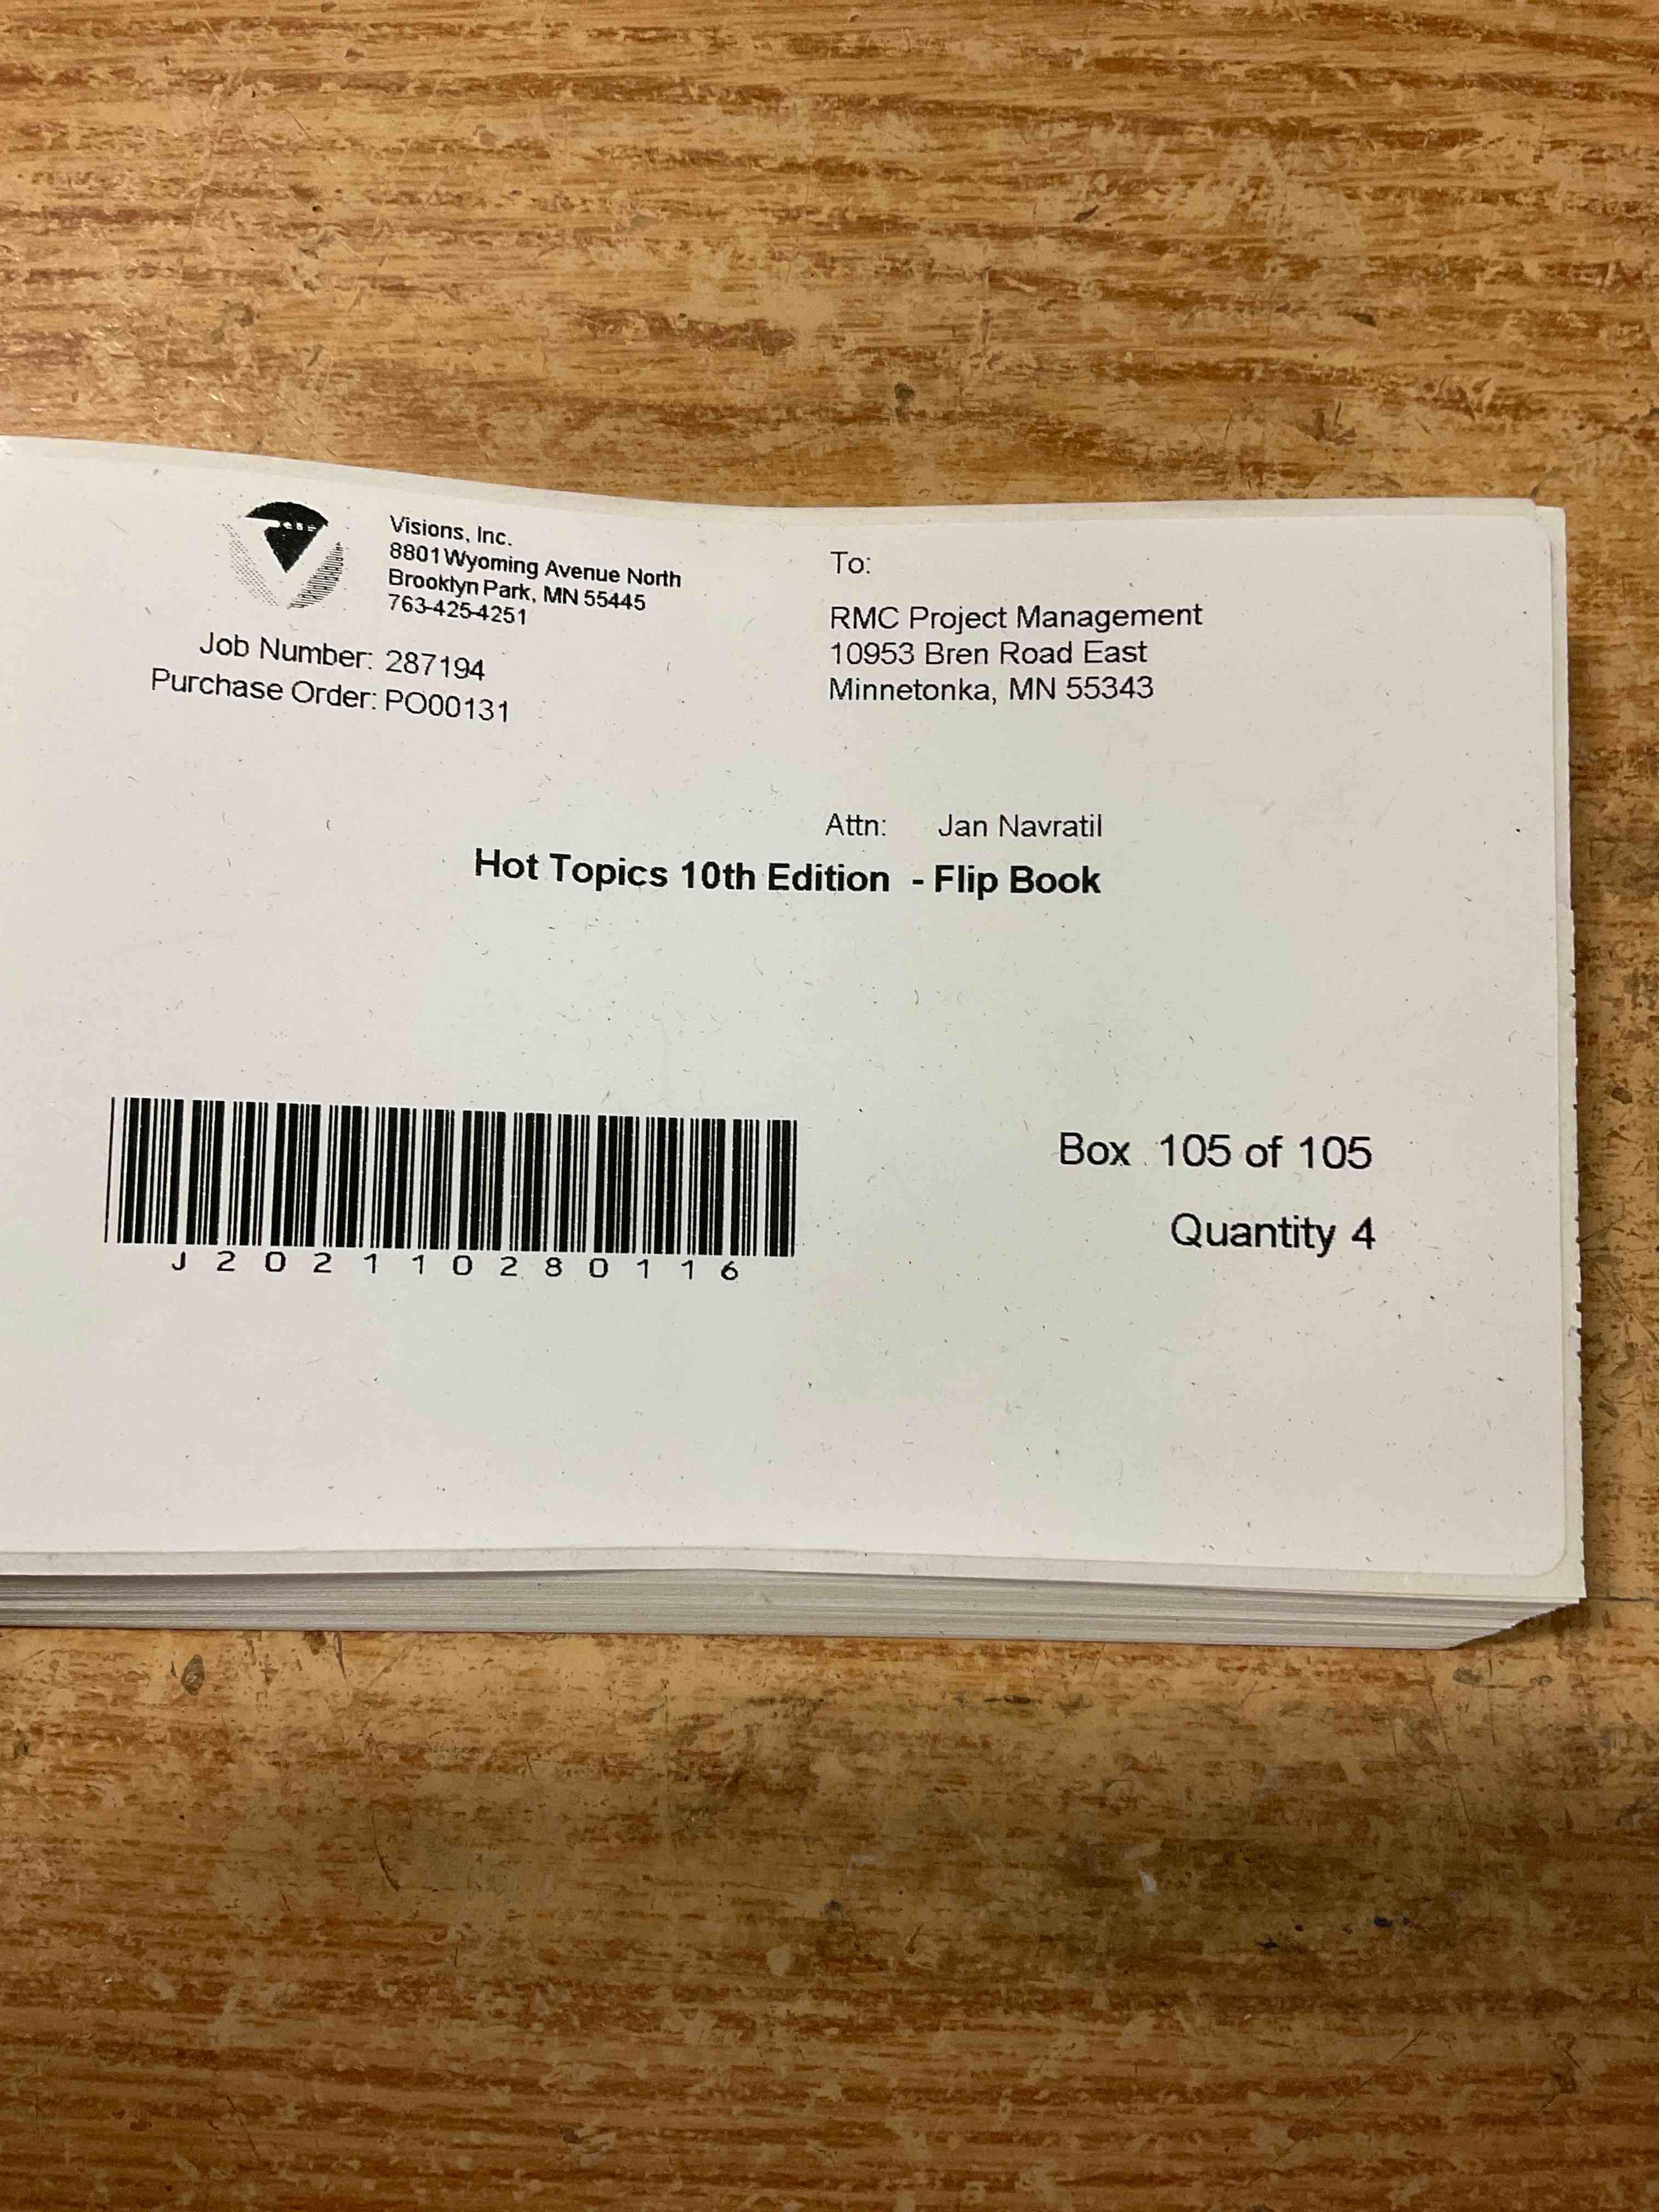 Visions, Inc.
8801 Wyoming Avenue North
Brooklyn Park, MN 55445
763-425-4251
Job Number: 287194
Purchase Order: PO00131
To:
RMC Project Management
10953 Bren Road East
Minnetonka, MN 55343
Attn: Jan Navratil
Hot Topics 10th Edition - Flip Book
J202110280116
Box 105 of 105
Quantity 4